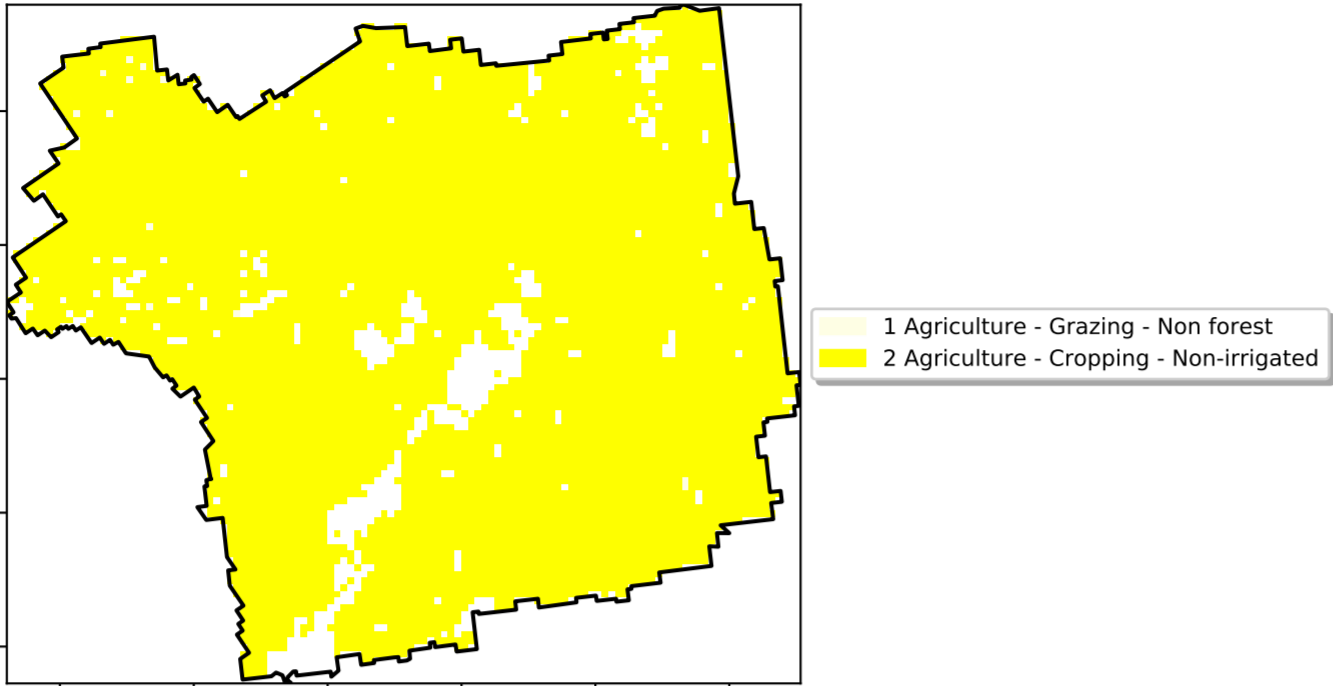 1 Agriculture - Grazing - Non forest
2 Agriculture - Cropping - Non-irrigated